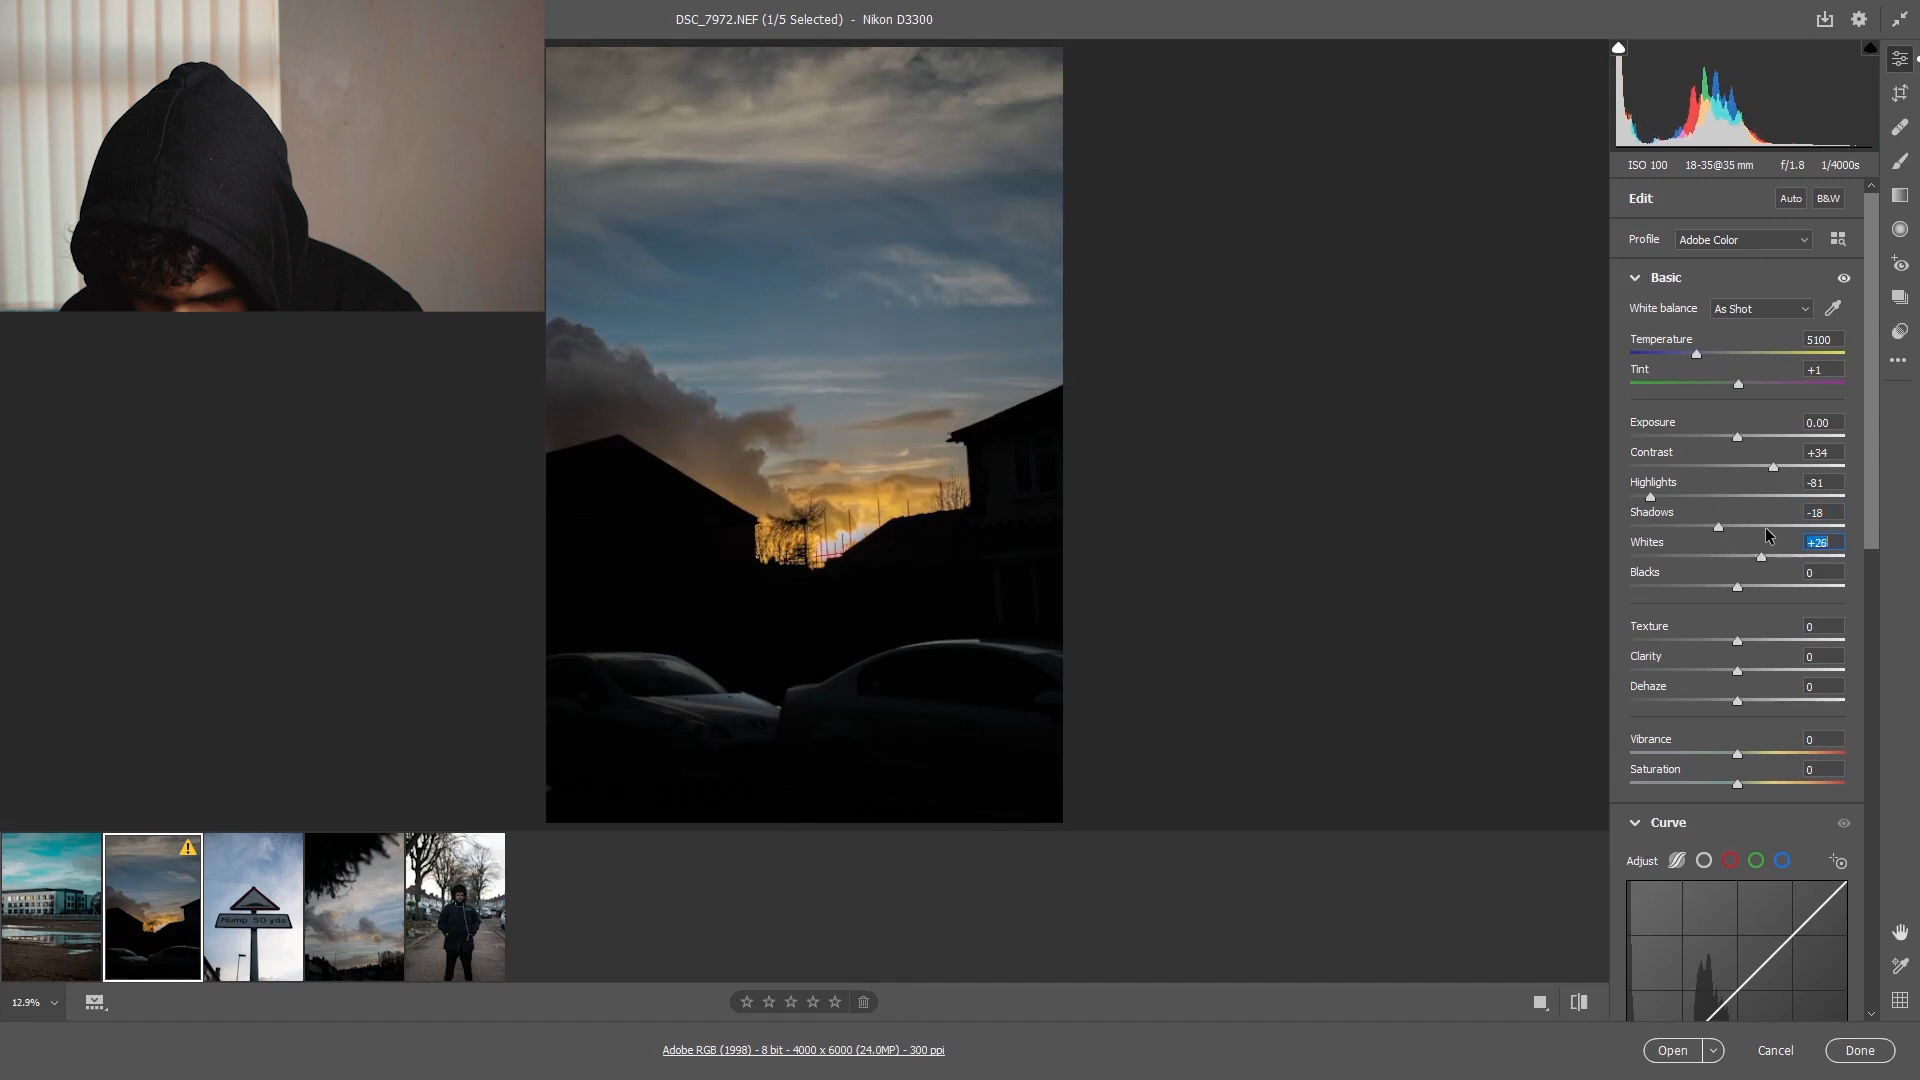 DSC_7972.NEF (1/5 Selected) - Nikon D3300
ISO 100 18-35@35 mm f/1.8 1/4000s
Edit Auto B&W
Profile Adobe Color
Basic
White balance As Shot
Temperature 5100
Tint +1
Exposure 0.00
Contrast +34
Highlights -81
Shadows -18
Whites +26
Blacks 0
Texture 0
Clarity 0
Dehaze 0
Vibrance 0
Saturation 0
Curve
Adjust
Hump 50 yds
12.9%
Adobe RGB (1998) - 8 bit - 4000 x 6000 (24.0MP) - 300 ppi
Open Cancel Done